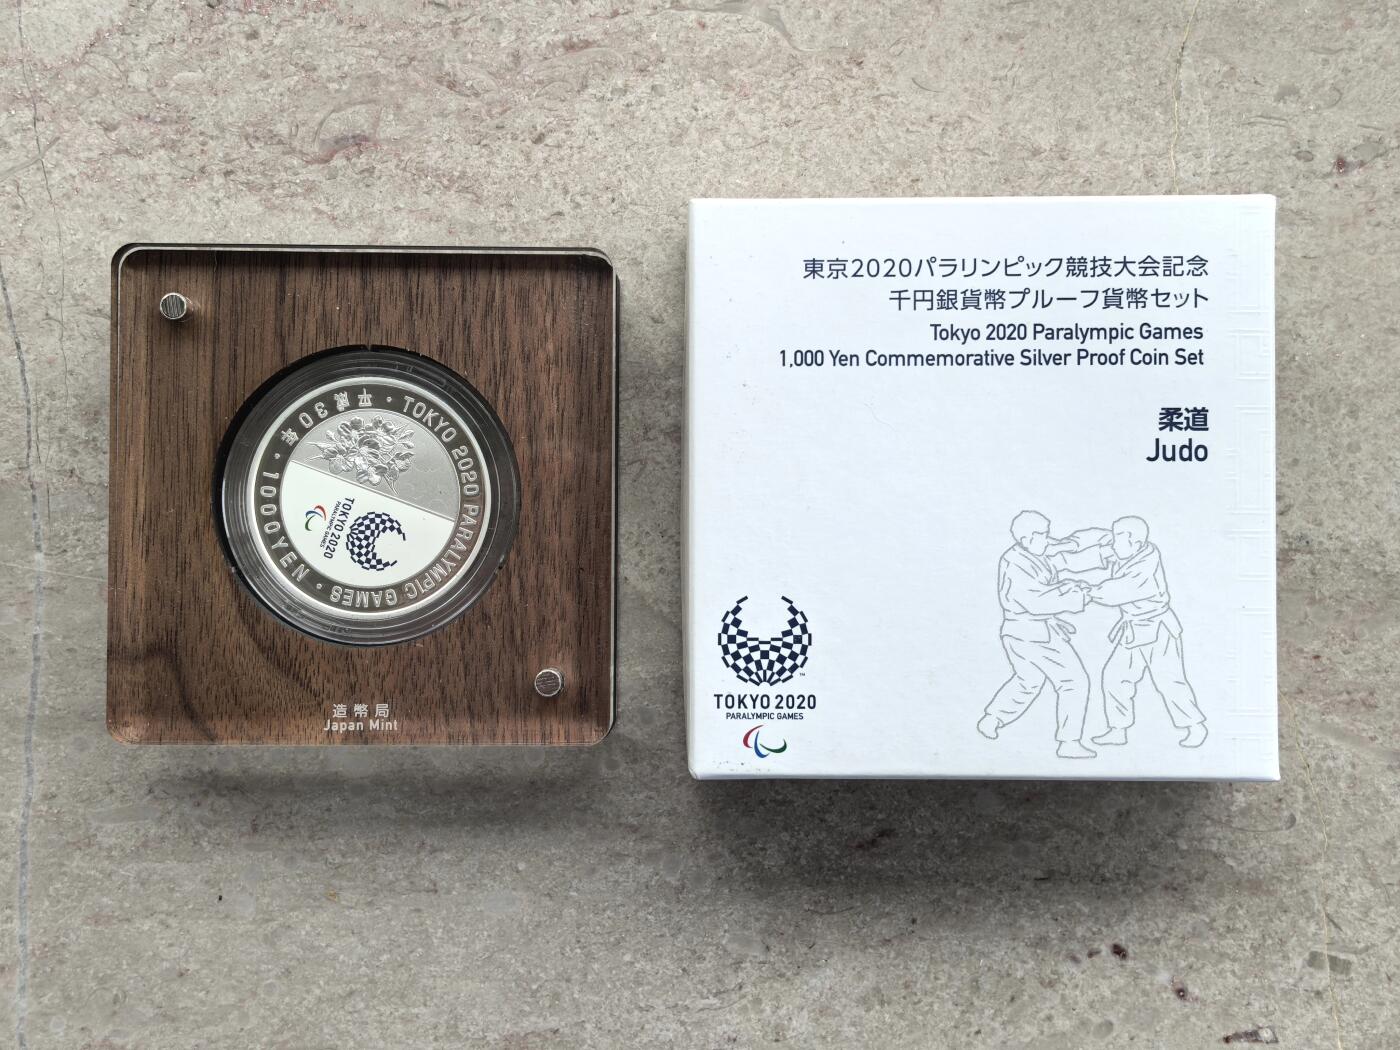 平成30年 · TOKYO 2020 PARALYMPIC GAMES · 1000YEN ·
TOKYO 2020
PARALYMPIC GAMES
造幣局
Japan Mint
東京2020パラリンピック競技大会記念
千円銀貨幣プルーフ貨幣セット
Tokyo 2020 Paralympic Games
1,000 Yen Commemorative Silver Proof Coin Set
柔道
Judo
TM
TOKYO 2020
PARALYMPIC GAMES